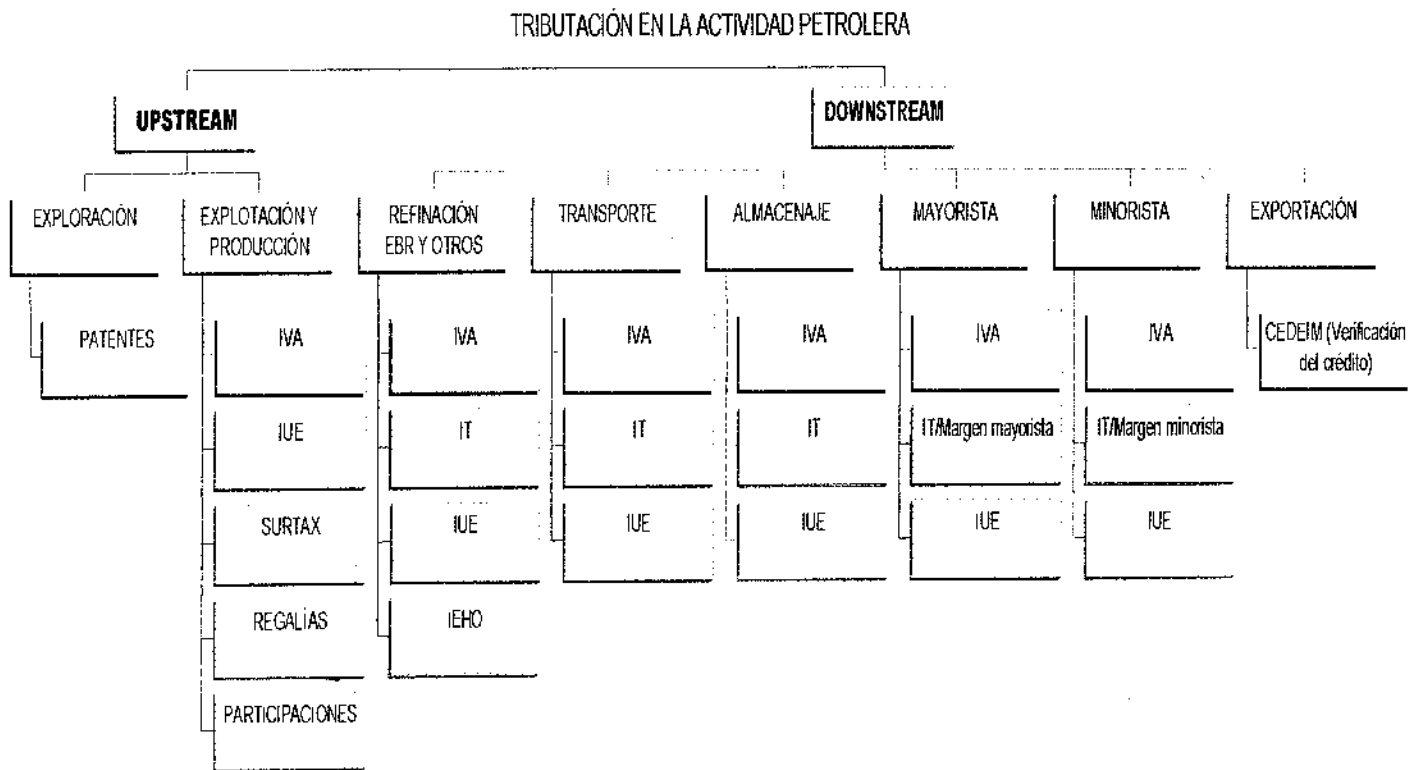 TRIBUTACIÓN EN LA ACTIVIDAD PETROLERA
UPSTREAM
DOWNSTREAM
EXPLORACIÓN
EXPLOTACIÓN Y
PRODUCCIÓN
REFINACIÓN
EBR Y OTROS
TRANSPORTE
ALMACENAJE
MAYORISTA
MINORISTA
EXPORTACIÓN
PATENTES
IVA
IVA
IVA
IVA
IVA
IVA
CEDEIM (Verificación
del crédito)
IUE
IT
IT
IT
IT/Margen mayorista
IT/Margen minorista
SURTAX
IUE
IUE
IUE
IUE
IUE
REGALÍAS
IEHO
PARTICIPACIONES